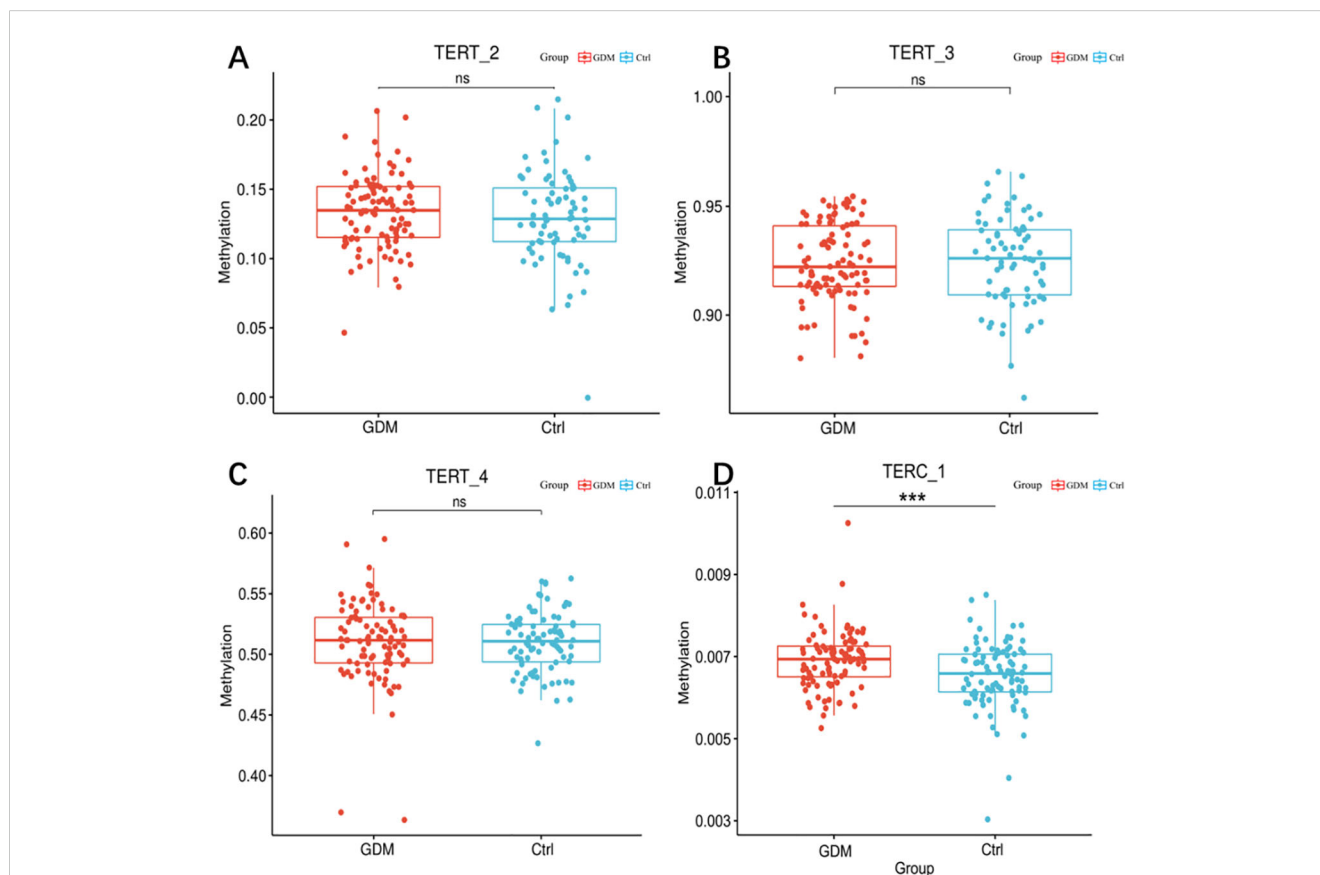 A
TERT_2
Group GDM Ctrl
ns
0.20
0.15
0.10
0.05
0.00
Methylation
GDM Ctrl
B
TERT_3
Group GDM Ctrl
ns
1.00
0.95
0.90
Methylation
GDM Ctrl
C
TERT_4
Group GDM Ctrl
ns
0.60
0.55
0.50
0.45
0.40
Methylation
GDM Ctrl
D
TERC_1
Group GDM Ctrl
***
0.011
0.009
0.007
0.005
0.003
Methylation
GDM Ctrl
Group